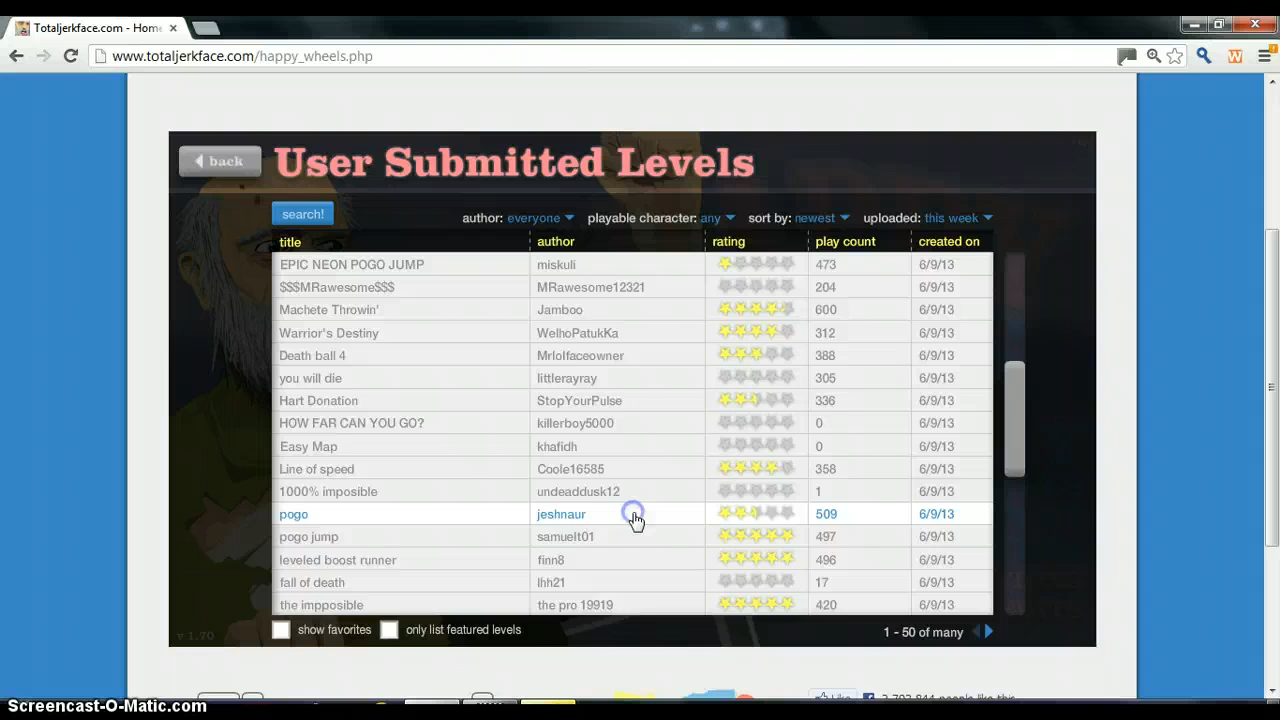 Totaljerkface.com - Hom
www.totaljerkface.com/happy_wheels.php
back
User Submitted Levels
search! author: everyone playable character: any sort by: newest uploaded: this week
title author rating play count created on
EPIC NEON POGO JUMP miskuli 473 6/9/13
$$$MRawesome$$$ MRawesome12321 204 6/9/13
Machete Throwin' Jamboo 600 6/9/13
Warrior's Destiny WelhoPatukKa 312 6/9/13
Death ball 4 Mrlolfaceowner 388 6/9/13
you will die littlerayray 305 6/9/13
Hart Donation StopYourPulse 336 6/9/13
HOW FAR CAN YOU GO? killerboy5000 0 6/9/13
Easy Map khafidh 0 6/9/13
Line of speed Coole16585 358 6/9/13
1000% imposible undeaddusk12 1 6/9/13
pogo jeshnaur 509 6/9/13
pogo jump samuelt01 497 6/9/13
leveled boost runner finn8 496 6/9/13
fall of death lhh21 17 6/9/13
the impposible the pro 19919 420 6/9/13
v 1.70 show favorites only list featured levels 1 - 50 of many
Like people like this
Screencast-O-Matic.com